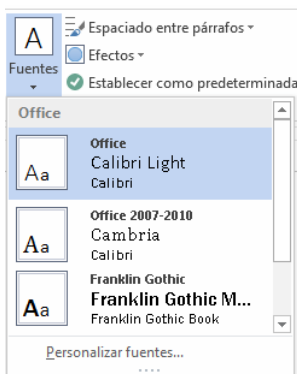 A
Fuentes
Espaciado entre párrafos
Efectos
Establecer como predeterminada
Office
Aa
Office
Calibri Light
Calibri
Aa
Office 2007-2010
Cambria
Calibri
Aa
Franklin Gothic
Franklin Gothic M...
Franklin Gothic Book
Personalizar fuentes...